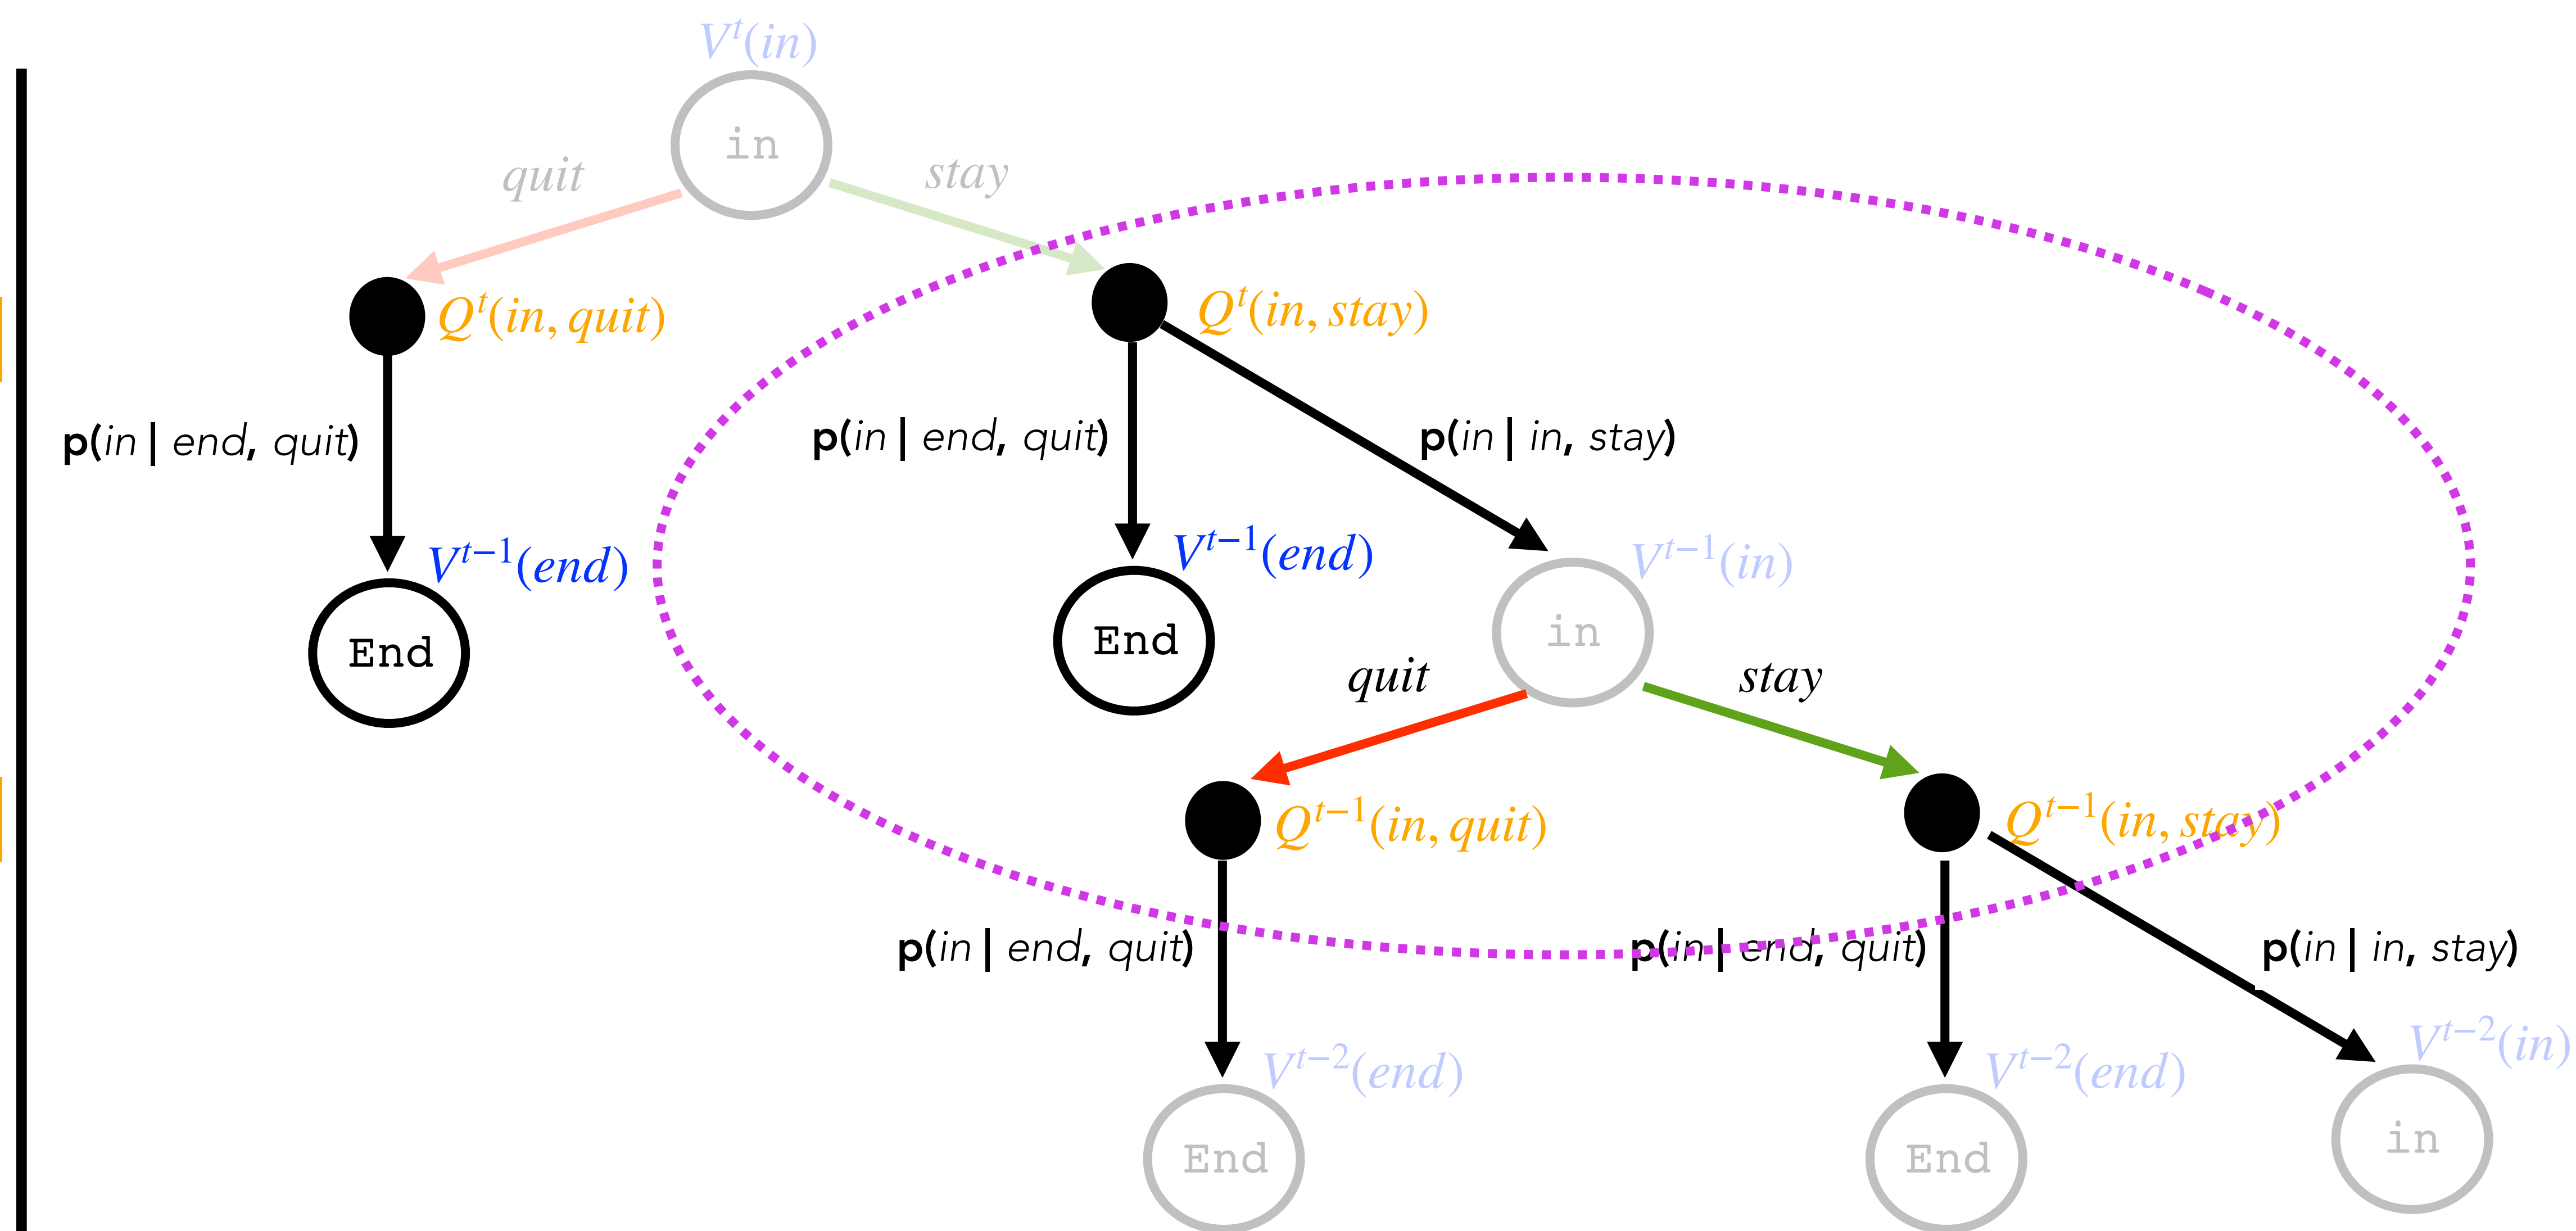 V^t(in)
in
quit
stay
Q^t(in, quit)
Q^t(in, stay)
p(in | end, quit)
p(in | end, quit)
p(in | in, stay)
V^{t−1}(end)
V^{t−1}(end)
V^{t−1}(in)
End
End
in
quit
stay
Q^{t−1}(in, quit)
Q^{t−1}(in, stay)
p(in | end, quit)
p(in | end, quit)
p(in | in, stay)
V^{t−2}(end)
V^{t−2}(end)
V^{t−2}(in)
End
End
in